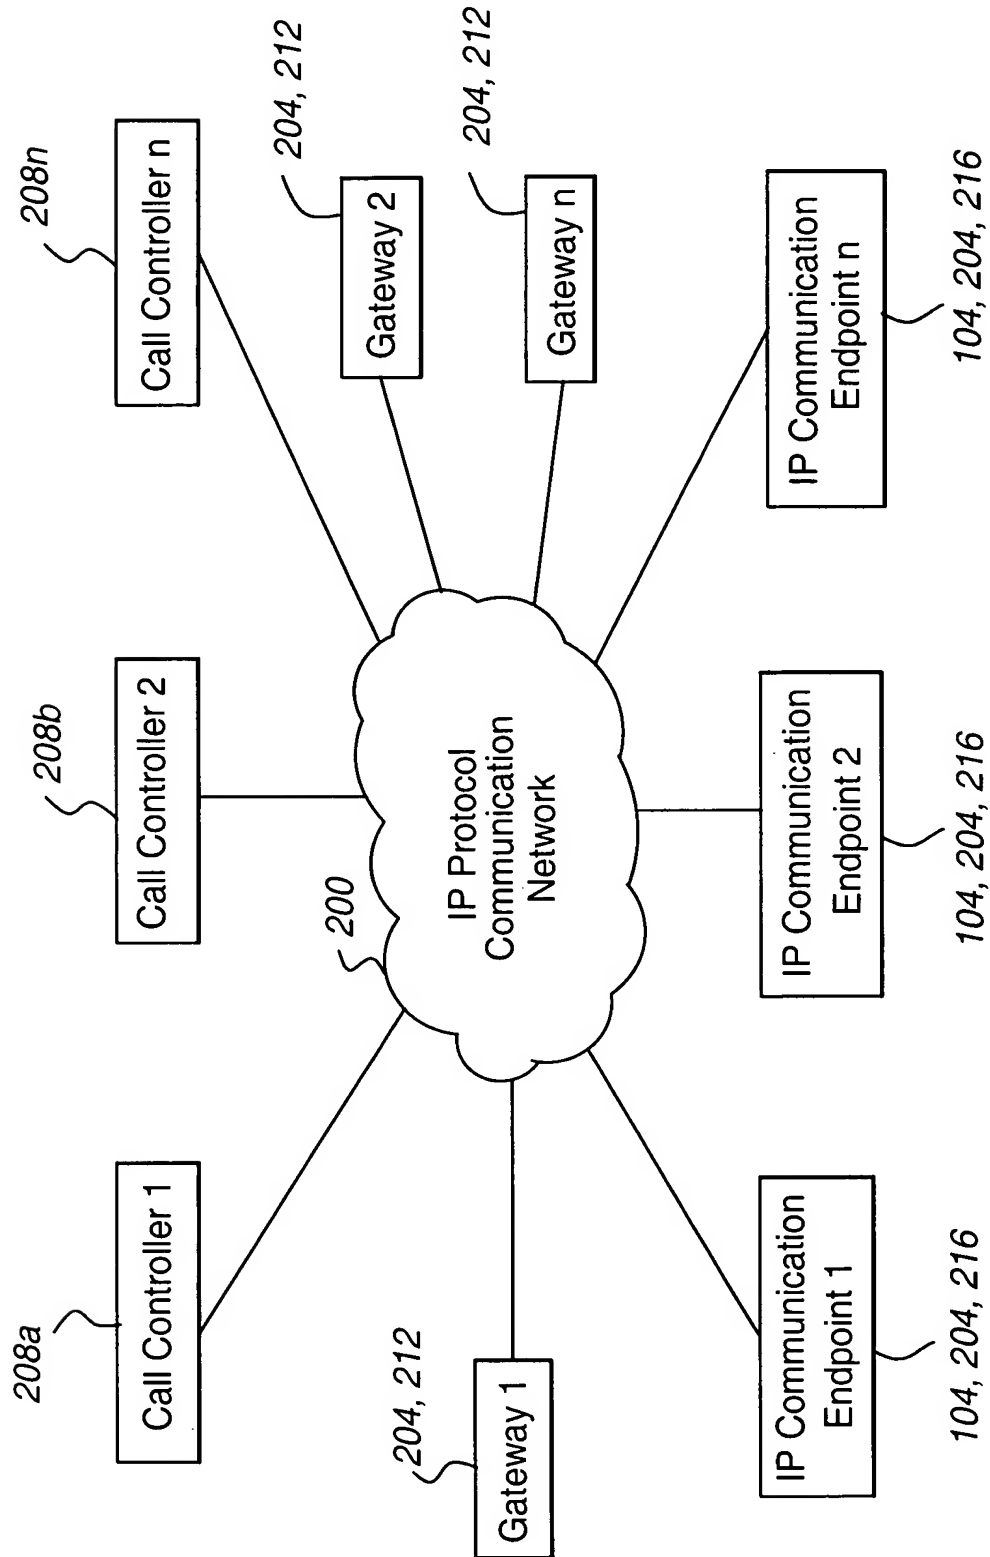 208a
Call Controller 1
208b
Call Controller 2
208n
Call Controller n
200
IP Protocol
Communication
Network
204, 212
Gateway 1
204, 212
Gateway 2
204, 212
Gateway n
IP Communication
Endpoint 1
104, 204, 216
IP Communication
Endpoint 2
104, 204, 216
IP Communication
Endpoint n
104, 204, 216